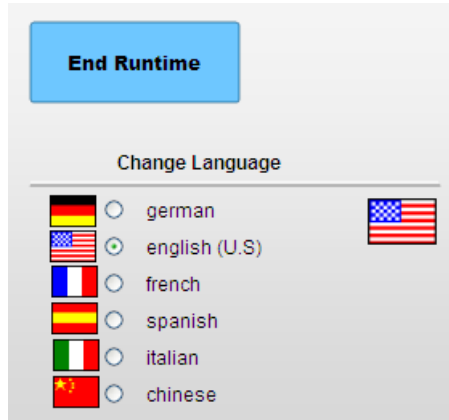 End Runtime
Change Language
german
english (U.S)
french
spanish
italian
chinese